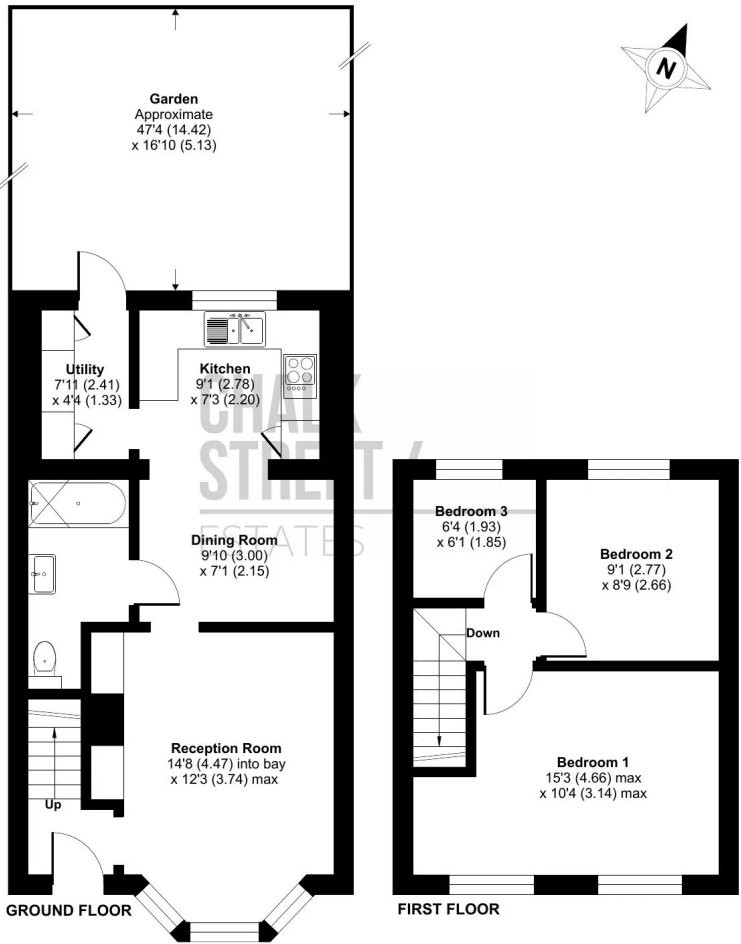 N
Garden
Approximate
47'4 (14.42)
x 16'10 (5.13)
Utility
7'11 (2.41)
x 4'4 (1.33)
Kitchen
9'1 (2.78)
x 7'3 (2.20)
CHALK
STREET
ESTATES
Dining Room
9'10 (3.00)
x 7'1 (2.15)
Reception Room
14'8 (4.47) into bay
x 12'3 (3.74) max
Up
GROUND FLOOR
Bedroom 3
6'4 (1.93)
x 6'1 (1.85)
Bedroom 2
9'1 (2.77)
x 8'9 (2.66)
Down
Bedroom 1
15'3 (4.66) max
x 10'4 (3.14) max
FIRST FLOOR